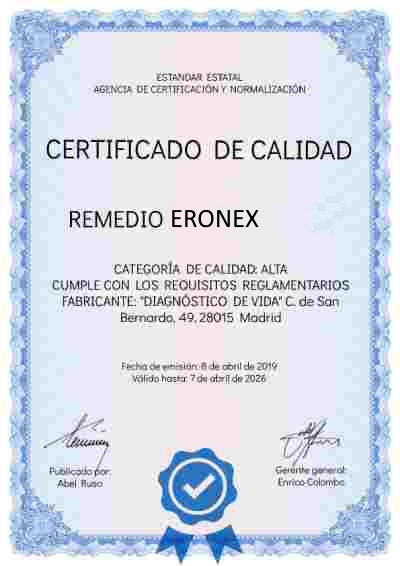 ESTANDAR ESTATAL
AGENCIA DE CERTIFICACIÓN Y NORMALIZACIÓN
CERTIFICADO DE CALIDAD
REMEDIO ERONEX
CATEGORÍA DE CALIDAD: ALTA
CUMPLE CON LOS REQUISITOS REGLAMENTARIOS
FABRICANTE: "DIAGNÓSTICO DE VIDA" C. de San
Bernardo, 49, 28015 Madrid
Fecha de emisión: 8 de abril de 2019
Válido hasta: 7 de abril de 2026
Publicado por:
Abel Ruso
Gerente general:
Enrico Colombo